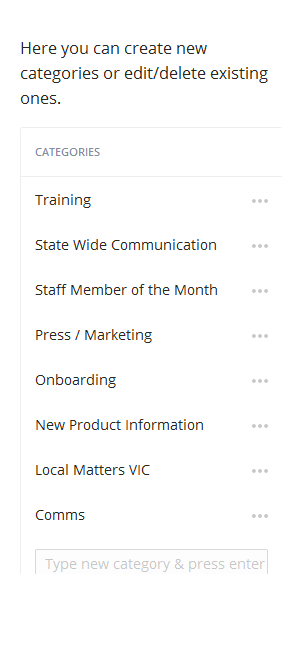 Here you can create new
categories or edit/delete existing
ones.
CATEGORIES
Training
State Wide Communication
Staff Member of the Month
Press / Marketing
Onboarding
New Product Information
Local Matters VIC
Comms
Type new category & press enter